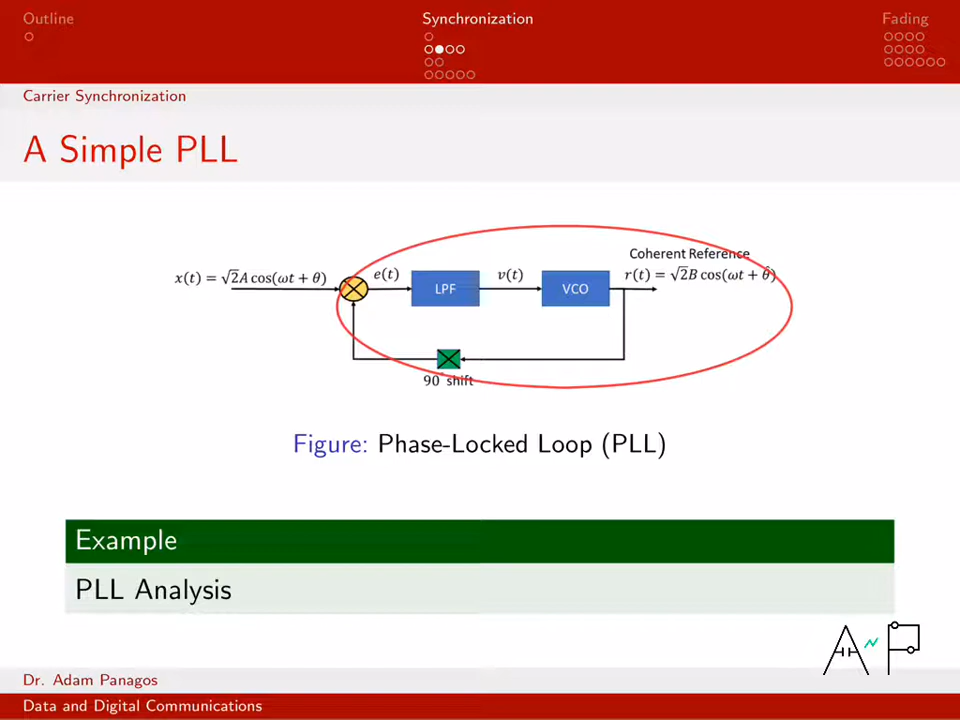 Outline
Synchronization
Fading
Carrier Synchronization
A Simple PLL
Coherent Reference
x(t) = √2A cos(ωt + θ)
e(t)
LPF
v(t)
VCO
r(t) = √2B cos(ωt + θ̂)
90° shift
Figure: Phase-Locked Loop (PLL)
Example
PLL Analysis
AP
Dr. Adam Panagos
Data and Digital Communications